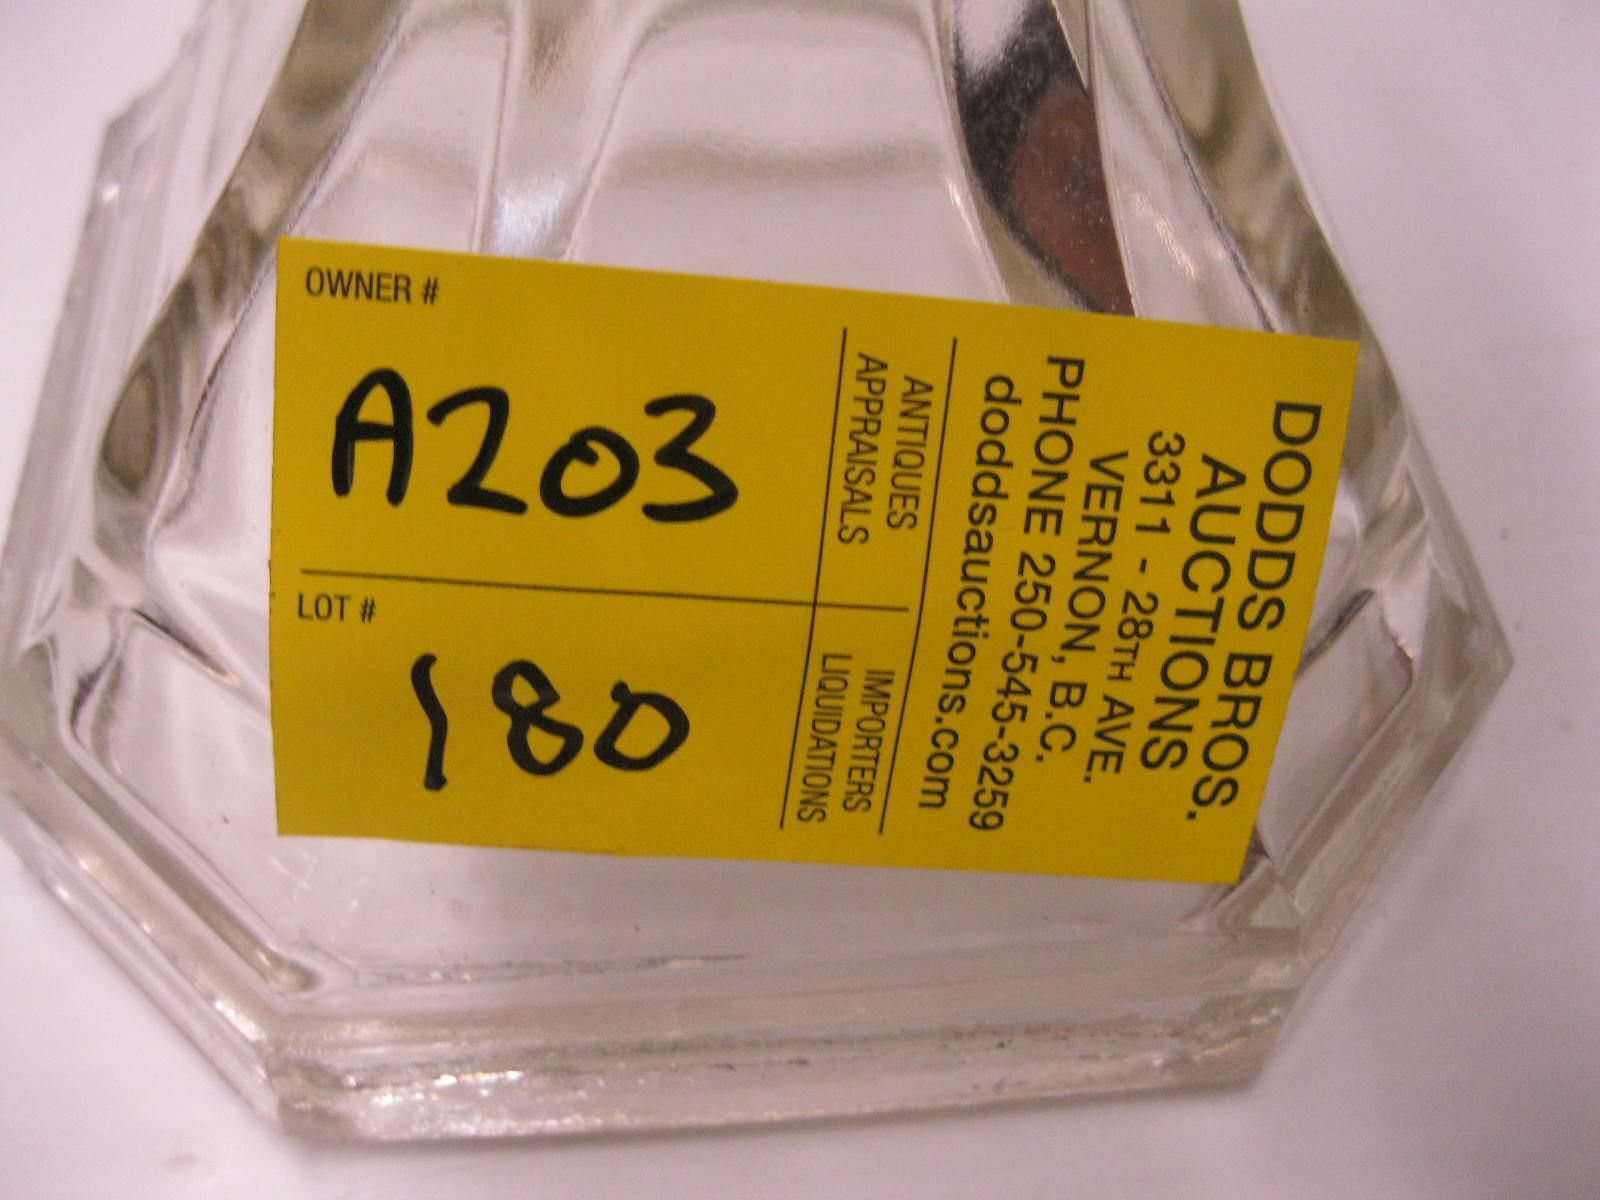 OWNER #
A203
LOT #
180
DODDS BROS.
AUCTIONS
3311 - 28TH AVE.
VERNON, B.C.
PHONE 250-545-3259
doddsauctions.com
ANTIQUES
APPRAISALS
IMPORTERS
LIQUIDATIONS